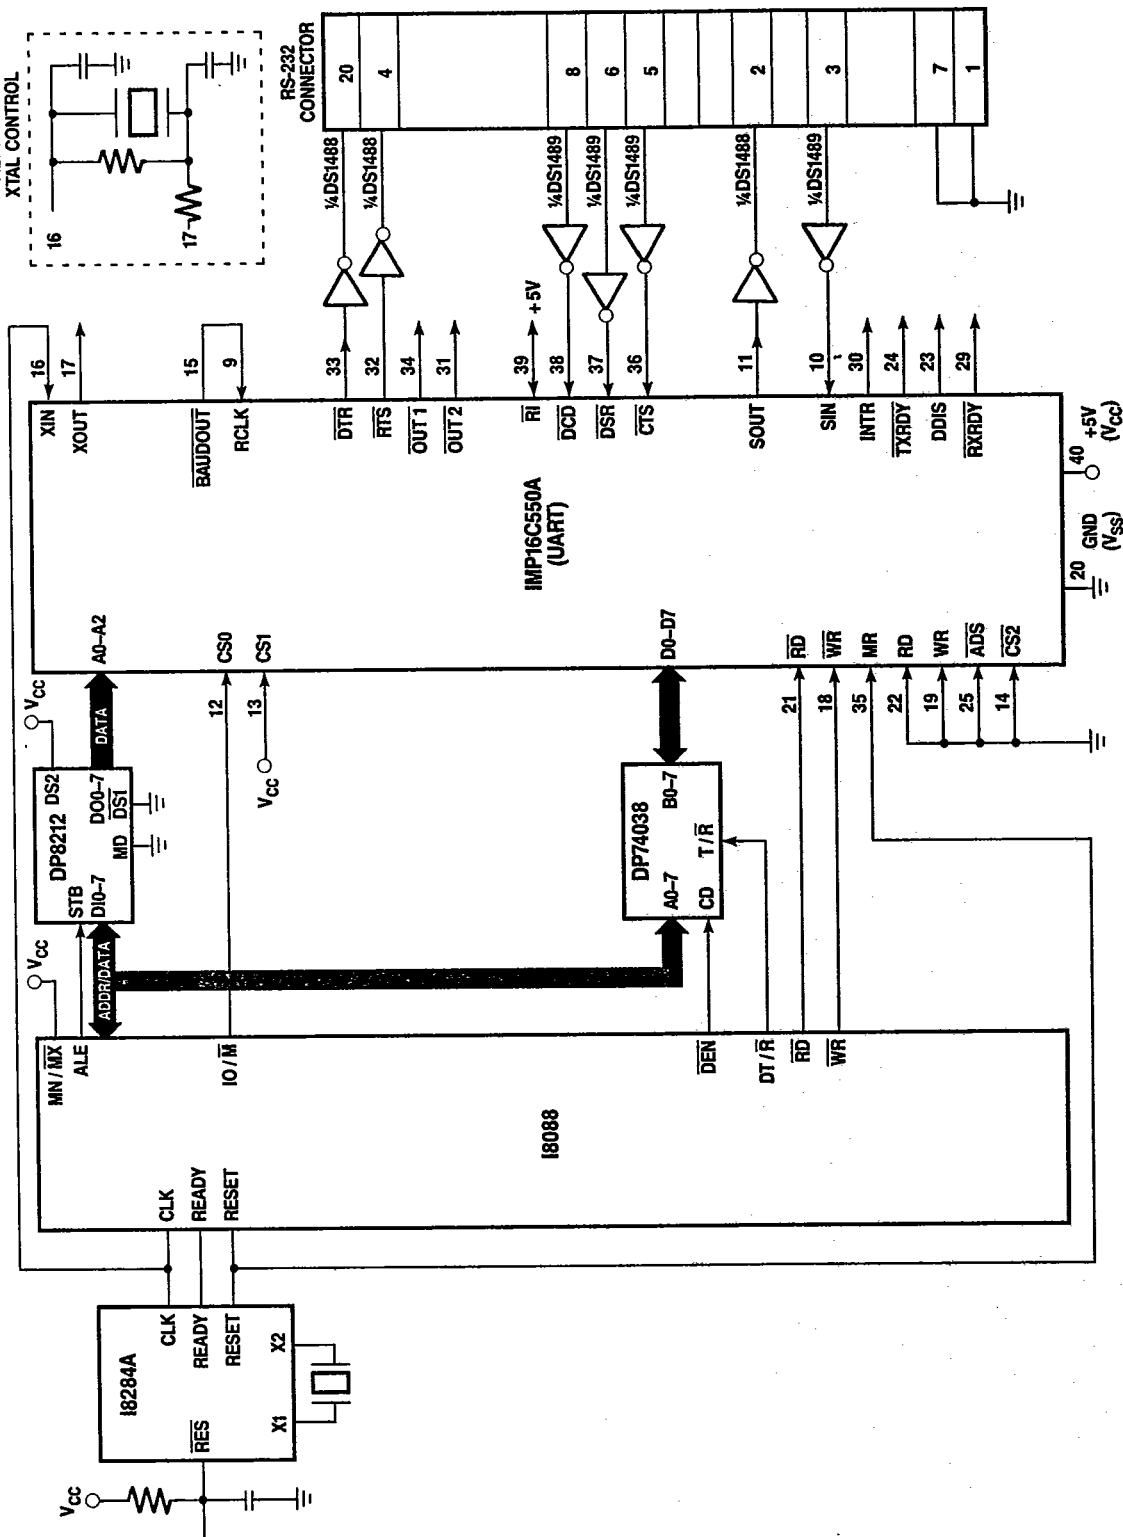 XTAL CONTROL
16
17
RS-232
CONNECTOR
20
4
8
6
5
2
3
7
1
¼DS1488
¼DS1488
¼DS1489
¼DS1489
¼DS1489
¼DS1488
¼DS1489
16
17
15
9
33
32
34
31
39
+5V
38
37
36
11
10
30
24
23
29
XIN
XOUT
BAUDOUT
RCLK
DTR
RTS
OUT 1
OUT 2
RI
DCD
DSR
CTS
SOUT
SIN
INTR
TXRDY
DDIS
RXRDY
IMP16C550A
(UART)
40
+5V
(VCC)
20
GND
(VSS)
A0–A2
CS0
CS1
D0–D7
RD
WR
MR
RD
WR
ADS
CS2
12
13
21
18
35
22
19
25
14
VCC
VCC
DATA
DP8212
DS2
DO0–7
DS1
MD
STB
DI0–7
DP74038
B0–7
T / R
A0–7
CD
VCC
ADDR/DATA
MN / MX
ALE
IO / M
DEN
DT / R
RD
WR
I8088
CLK
READY
RESET
I8284A
CLK
READY
RESET
X2
X1
RES
VCC